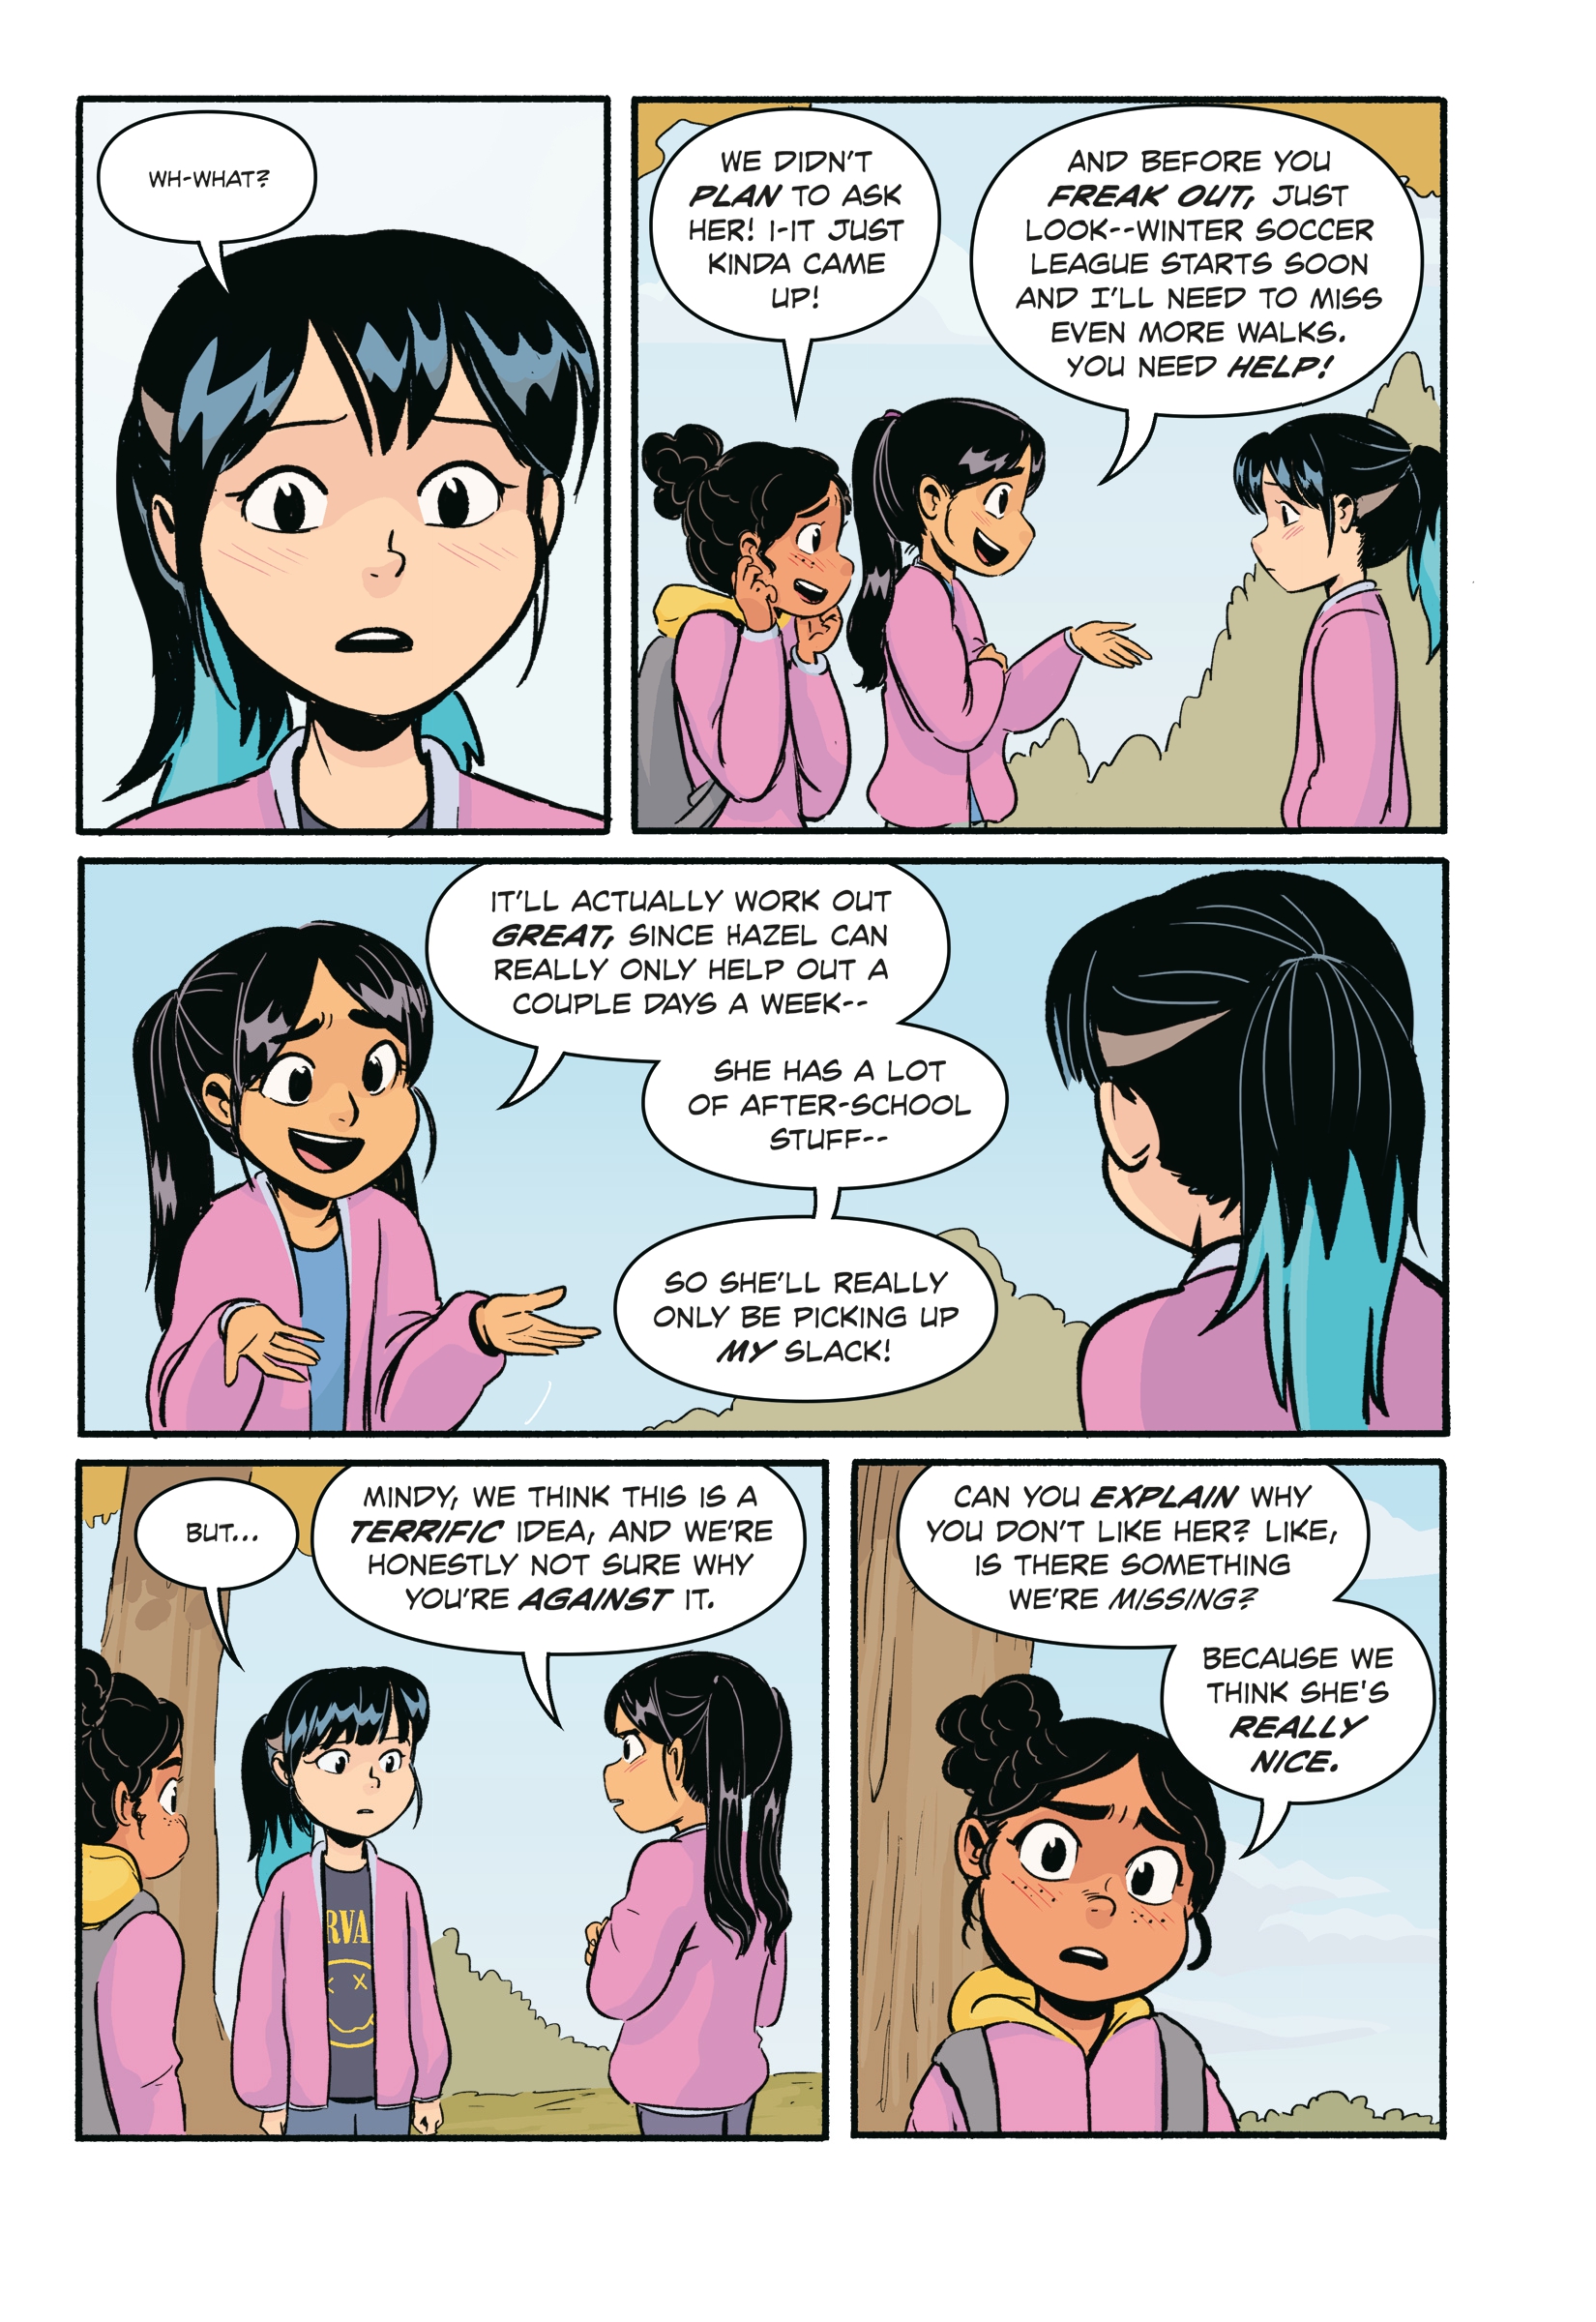 WH-WHAT?
WE DIDN'T
PLAN TO ASK
HER! I-IT JUST
KINDA CAME
UP!
AND BEFORE YOU
FREAK OUT, JUST
LOOK--WINTER SOCCER
LEAGUE STARTS SOON
AND I'LL NEED TO MISS
EVEN MORE WALKS.
YOU NEED HELP!
IT'LL ACTUALLY WORK OUT
GREAT, SINCE HAZEL CAN
REALLY ONLY HELP OUT A
COUPLE DAYS A WEEK--
SHE HAS A LOT
OF AFTER-SCHOOL
STUFF--
SO SHE'LL REALLY
ONLY BE PICKING UP
MY SLACK!
BUT...
MINDY, WE THINK THIS IS A
TERRIFIC IDEA, AND WE'RE
HONESTLY NOT SURE WHY
YOU'RE AGAINST IT.
RVA
CAN YOU EXPLAIN WHY
YOU DON'T LIKE HER? LIKE,
IS THERE SOMETHING
WE'RE MISSING?
BECAUSE WE
THINK SHE'S
REALLY
NICE.